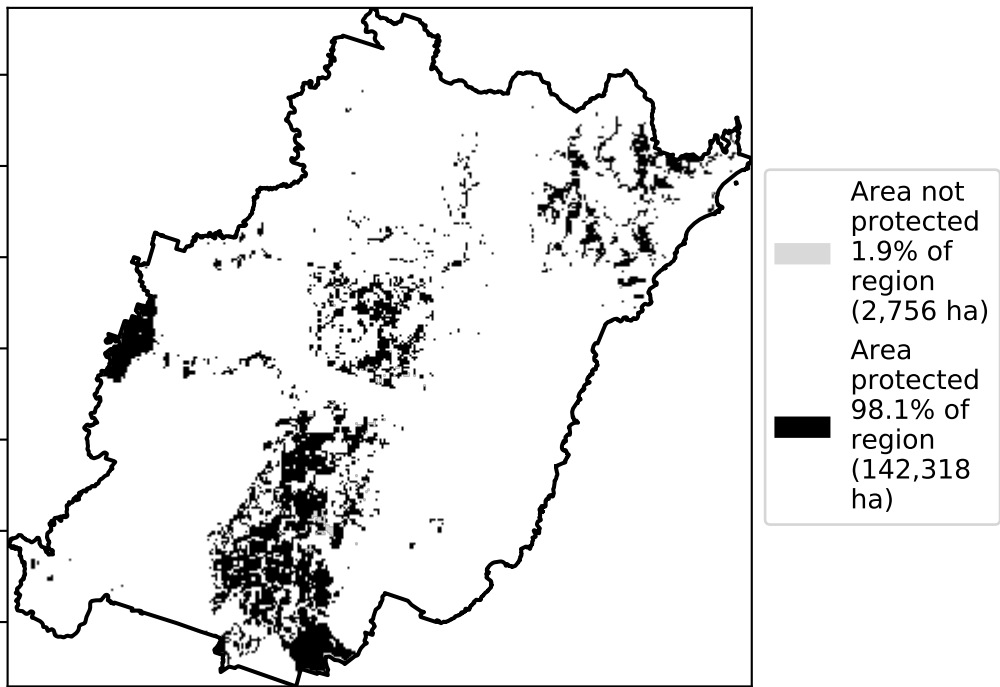 Area not
protected
1.9% of
region
(2,756 ha)
Area
protected
98.1% of
region
(142,318
ha)